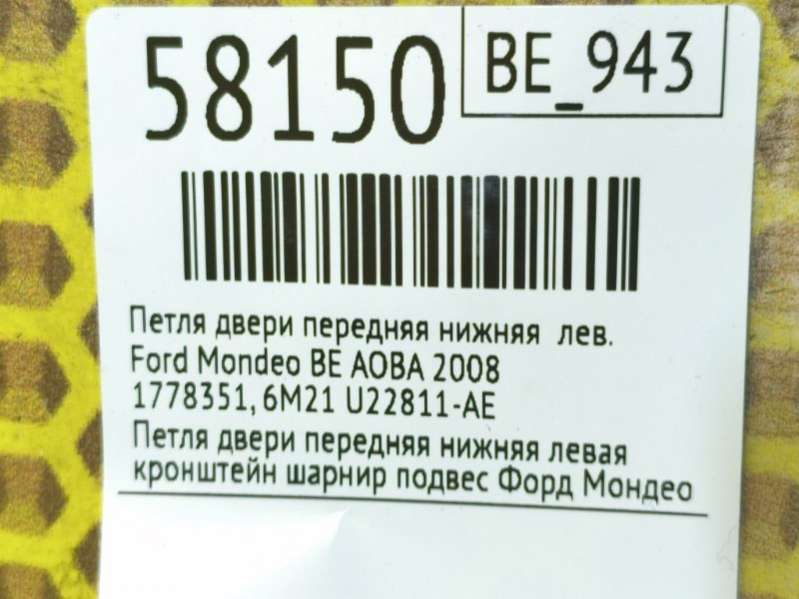 58150
BE_943
Петля двери передняя нижняя лев.
Ford Mondeo BE AOBA 2008
1778351, 6M21 U22811-AE
Петля двери передняя нижняя левая
кронштейн шарнир подвес Форд Мондео